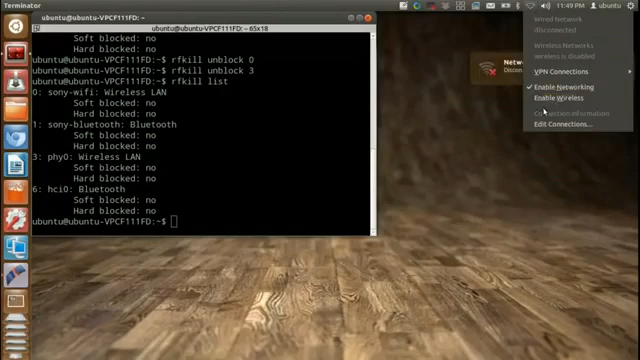 Terminator
11:49 PM
ubuntu
ubuntu@ubuntu-VPCF111FD: ~
ubuntu@ubuntu-VPCF111FD: ~ 65x18
Soft blocked: no
Hard blocked: no
ubuntu@ubuntu-VPCF111FD:~$ rfkill unblock 0
ubuntu@ubuntu-VPCF111FD:~$ rfkill unblock 3
ubuntu@ubuntu-VPCF111FD:~$ rfkill list
0: sony-wifi: Wireless LAN
Soft blocked: no
Hard blocked: no
1: sony-bluetooth: Bluetooth
Soft blocked: no
Hard blocked: no
3: phy0: Wireless LAN
Soft blocked: no
Hard blocked: no
6: hci0: Bluetooth
Soft blocked: no
Hard blocked: no
ubuntu@ubuntu-VPCF111FD:~$
Netw
Discon
Wired Network
disconnected
Wireless Networks
wireless is disabled
VPN Connections
Enable Networking
Enable Wireless
Connection Information
Edit Connections...